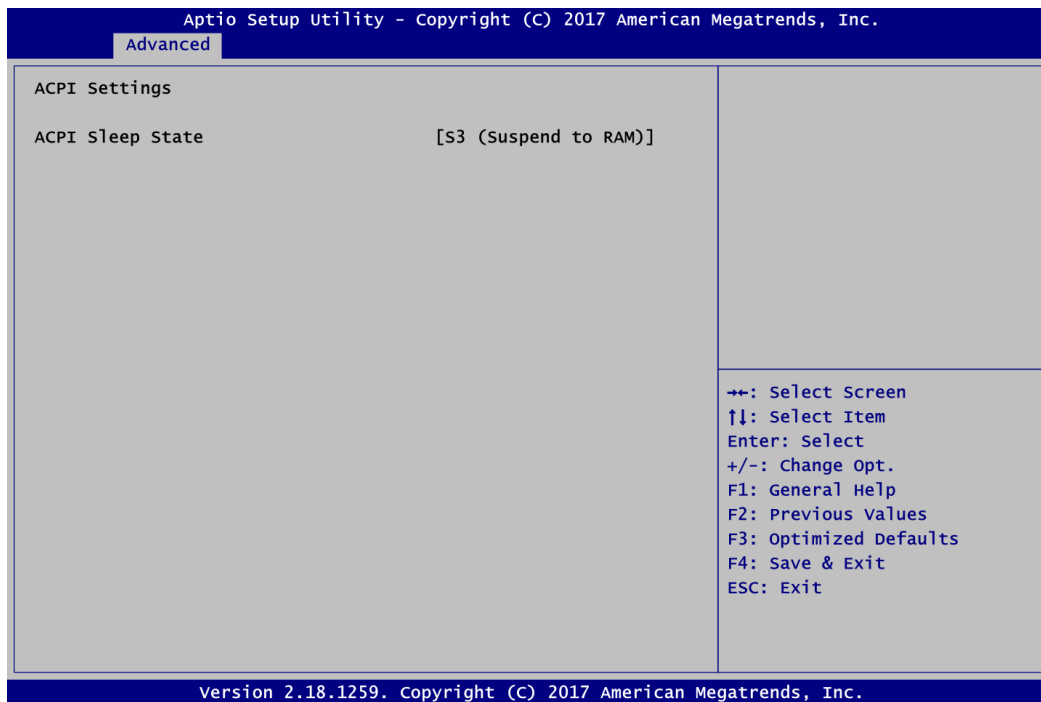 Aptio Setup Utility - Copyright (C) 2017 American Megatrends, Inc.
Advanced
ACPI Settings
ACPI Sleep State [S3 (Suspend to RAM)]
→←: Select Screen
↑↓: Select Item
Enter: Select
+/-: Change Opt.
F1: General Help
F2: Previous Values
F3: Optimized Defaults
F4: Save & Exit
ESC: Exit
Version 2.18.1259. Copyright (C) 2017 American Megatrends, Inc.